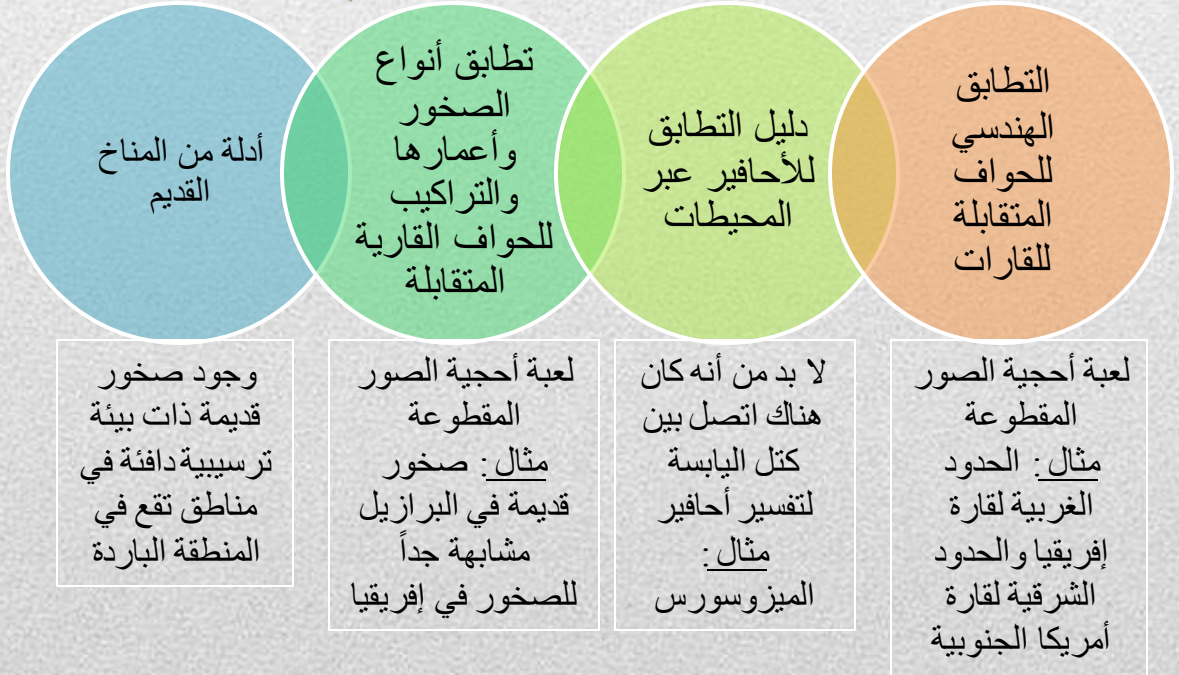 التطابق
الهندسي
للحواف
المتقابلة
للقارات
دليل التطابق
للأحافير عبر
المحيطات
تطابق أنواع
الصخور
وأعمارها
والتراكيب
للحواف القارية
المتقابلة
أدلة من المناخ
القديم
لعبة أحجية الصور
المقطوعة
مثال: الحدود
الغربية لقارة
إفريقيا والحدود
الشرقية لقارة
أمريكا الجنوبية
لا بد من أنه كان
هناك اتصل بين
كتل اليابسة
لتفسير أحافير
مثال:
الميزوسورس
لعبة أحجية الصور
المقطوعة
مثال: صخور
قديمة في البرازيل
مشابهة جداً
للصخور في إفريقيا
وجود صخور
قديمة ذات بيئة
ترسيبية دافئة في
مناطق تقع في
المنطقة الباردة